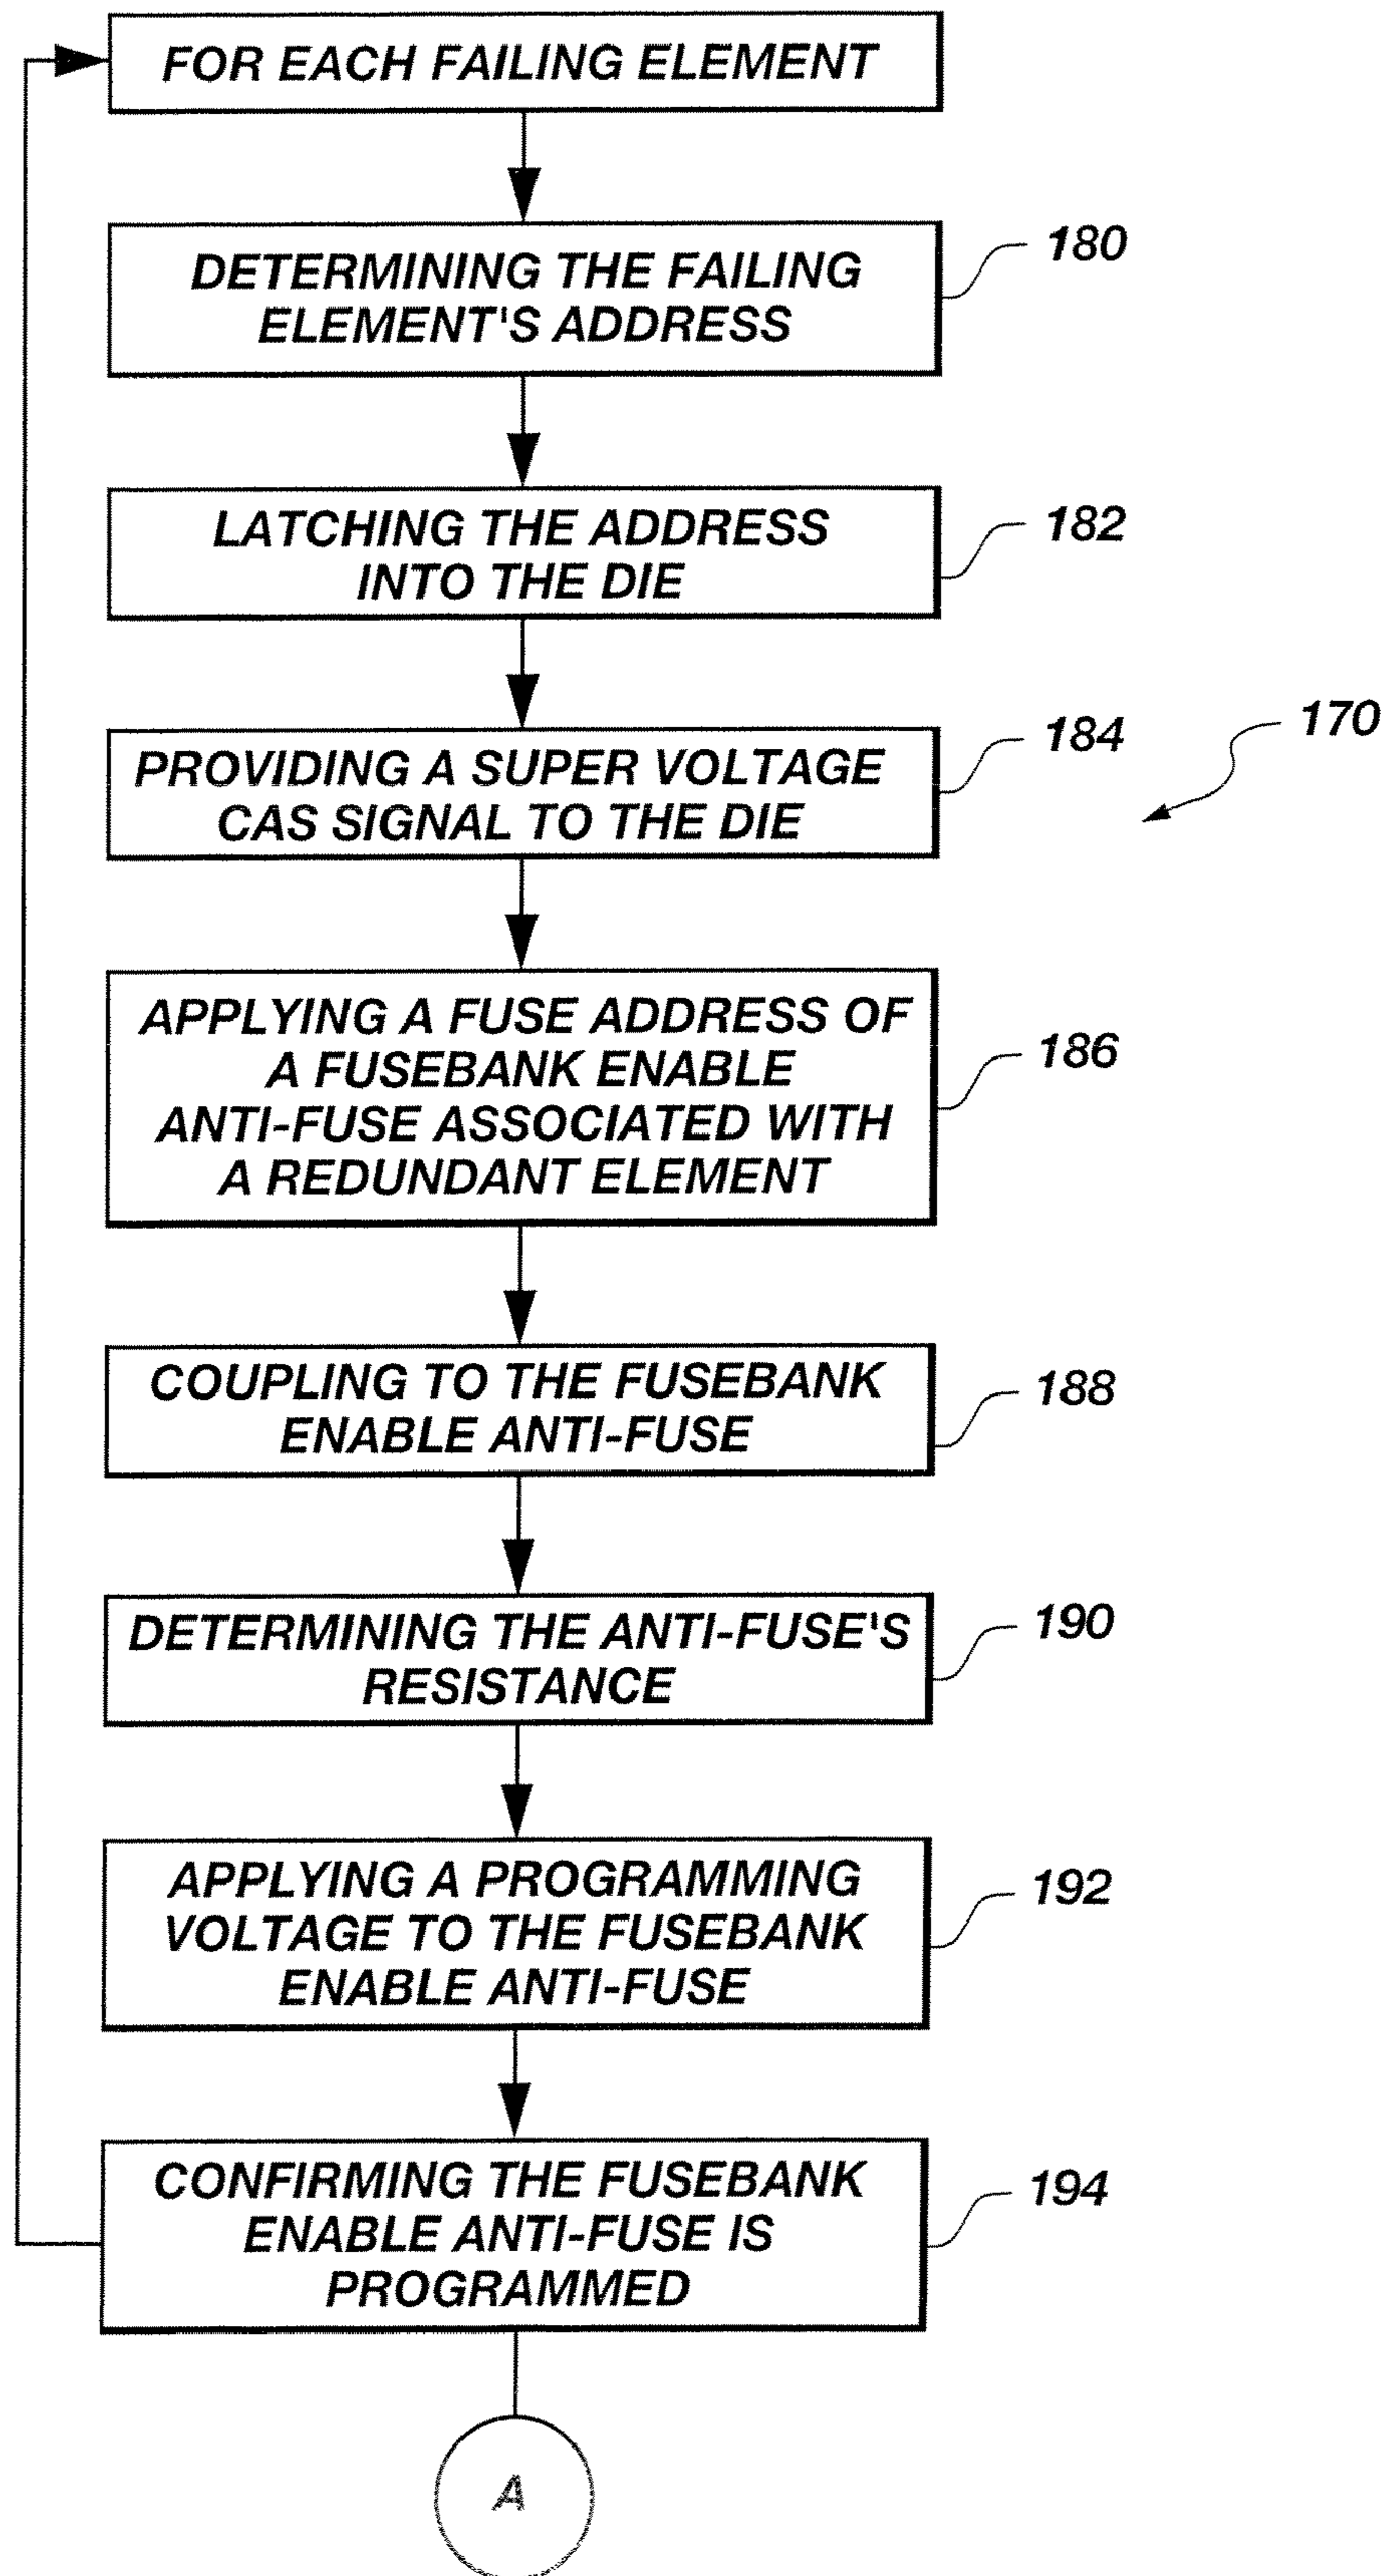 FOR EACH FAILING ELEMENT
DETERMINING THE FAILING
ELEMENT'S ADDRESS
180
LATCHING THE ADDRESS
INTO THE DIE
182
PROVIDING A SUPER VOLTAGE
CAS SIGNAL TO THE DIE
184
170
APPLYING A FUSE ADDRESS OF
A FUSEBANK ENABLE
ANTI-FUSE ASSOCIATED WITH
A REDUNDANT ELEMENT
186
COUPLING TO THE FUSEBANK
ENABLE ANTI-FUSE
188
DETERMINING THE ANTI-FUSE'S
RESISTANCE
190
APPLYING A PROGRAMMING
VOLTAGE TO THE FUSEBANK
ENABLE ANTI-FUSE
192
CONFIRMING THE FUSEBANK
ENABLE ANTI-FUSE IS
PROGRAMMED
194
A